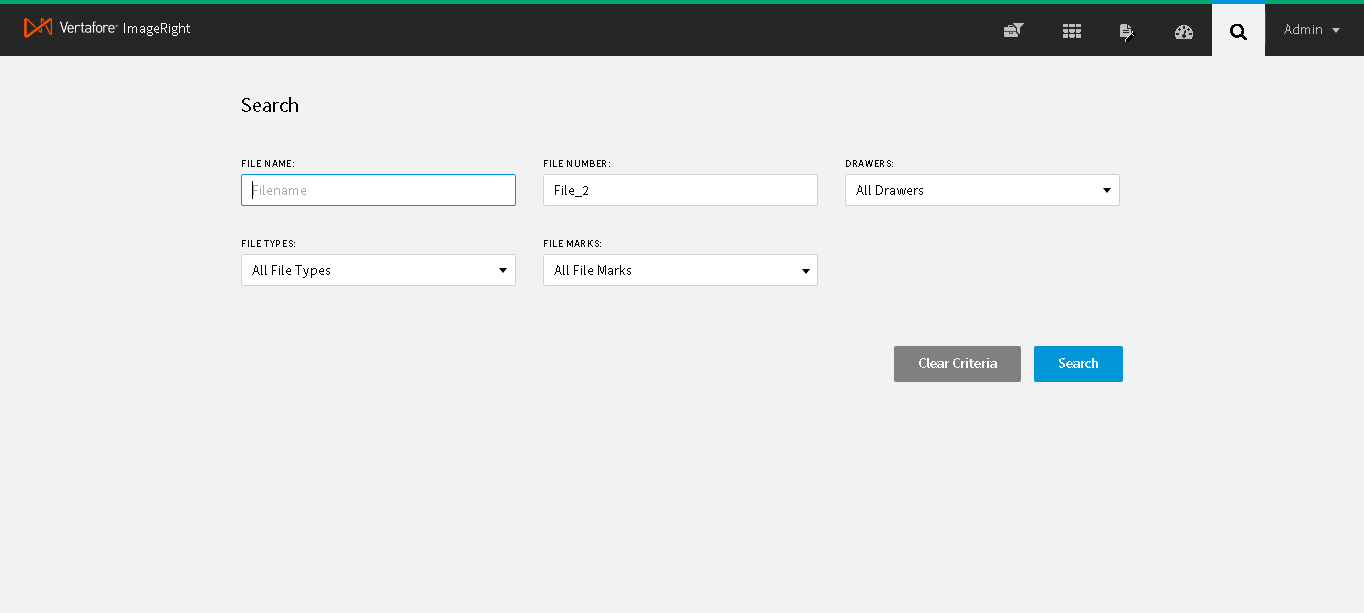 Vertafore® ImageRight Admin
Search
FILE NAME: FILE NUMBER: DRAWERS:
Filename File_2 All Drawers
FILE TYPES: FILE MARKS:
All File Types All File Marks
Clear Criteria Search